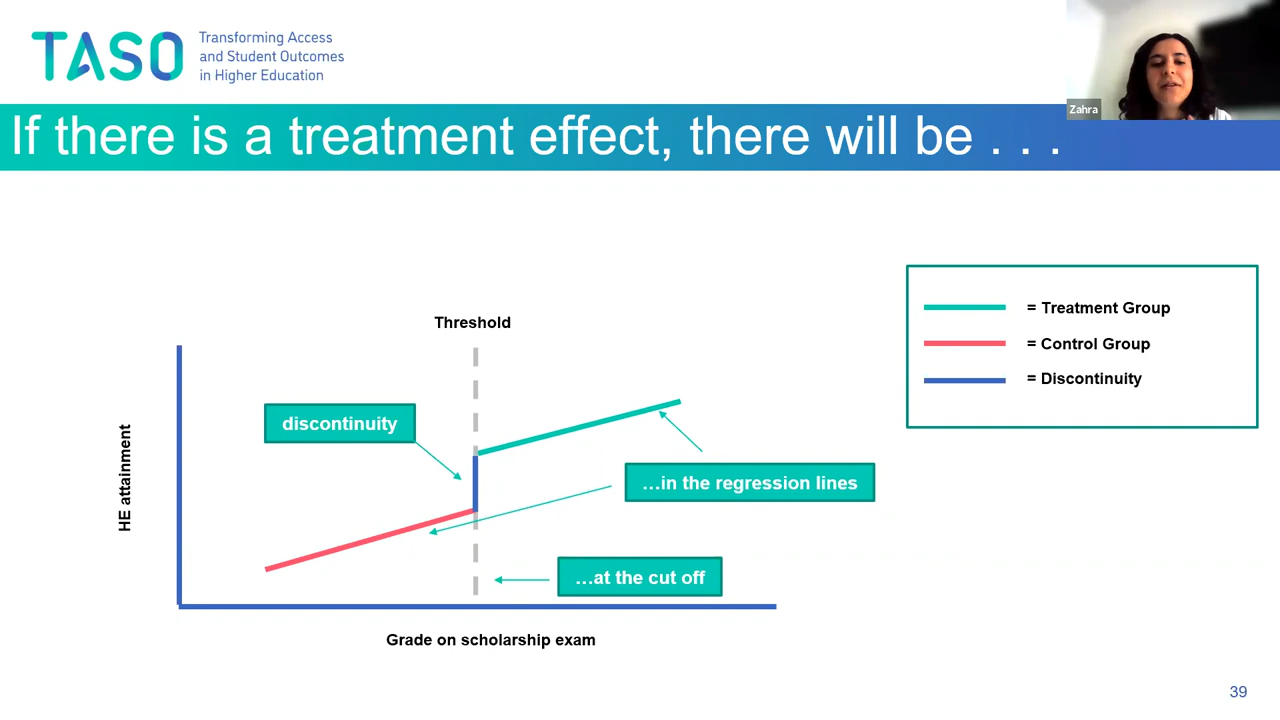 TASO
Transforming Access
and Student Outcomes
in Higher Education
Zahra
If there is a treatment effect, there will be . . .
Threshold
= Treatment Group
= Control Group
= Discontinuity
discontinuity
HE attainment
...in the regression lines
...at the cut off
Grade on scholarship exam
39